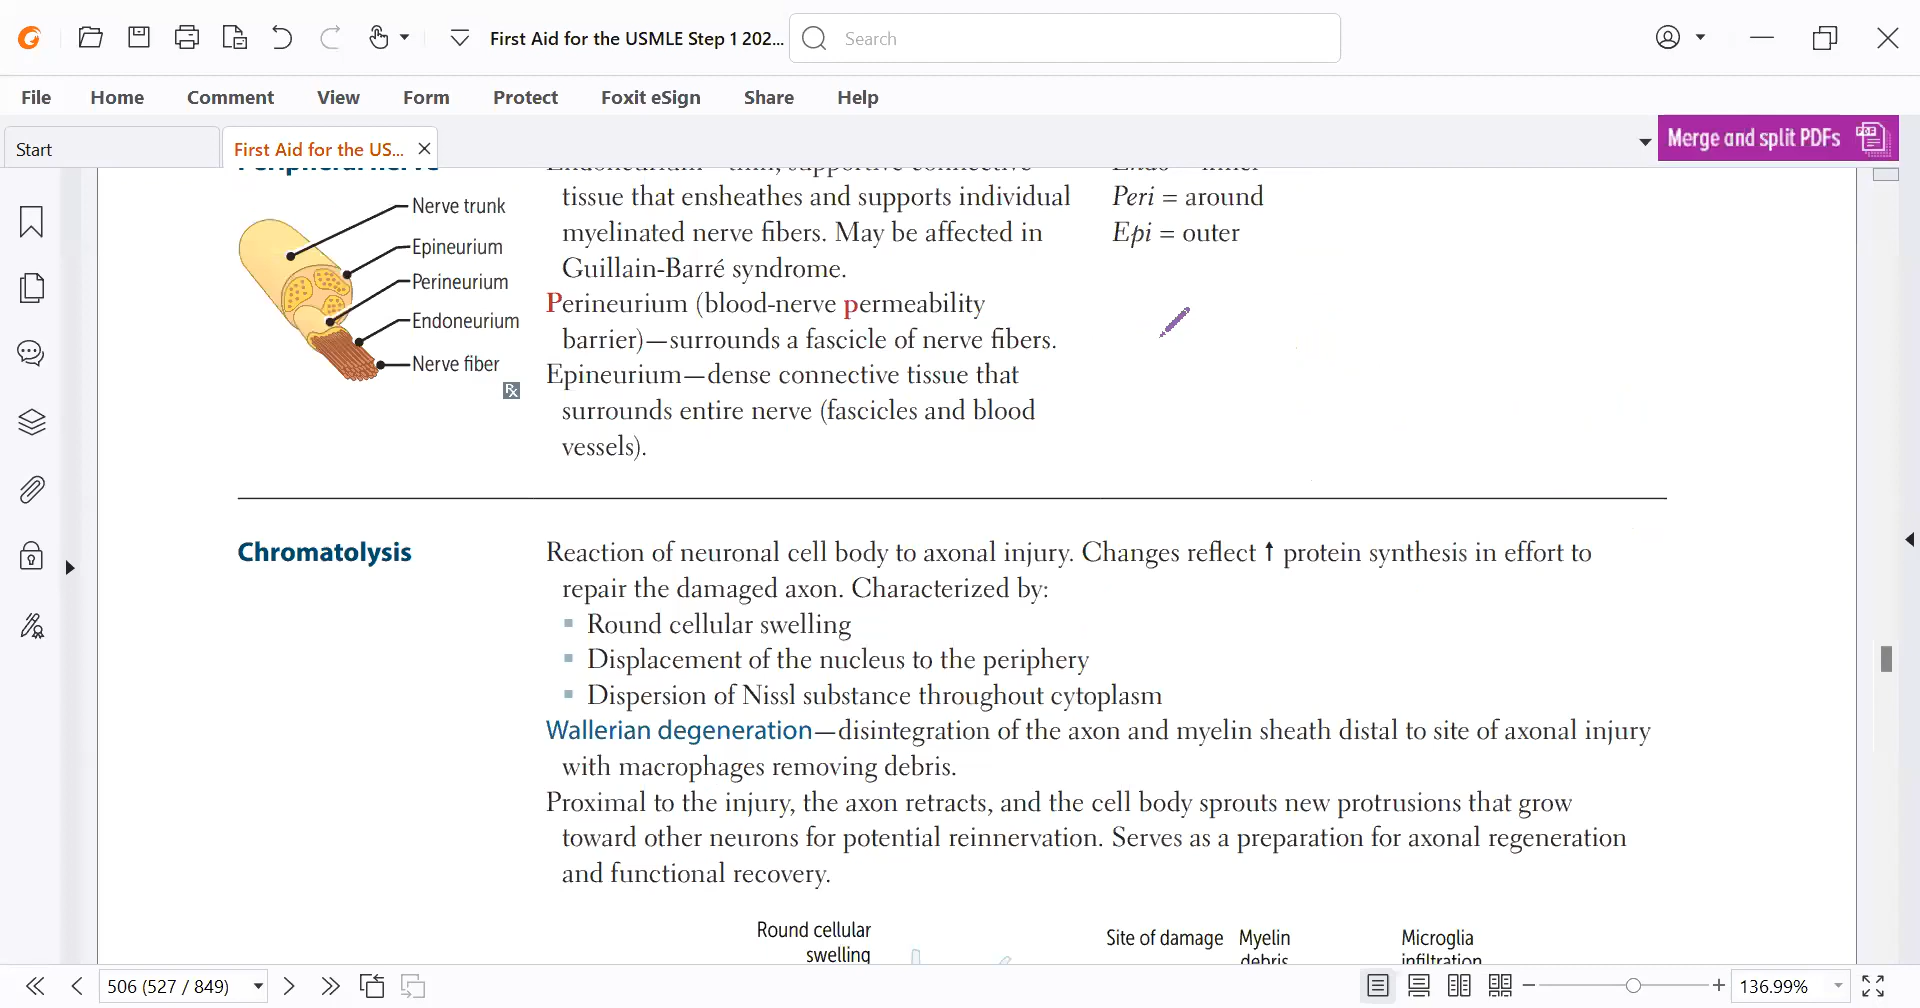 First Aid for the USMLE Step 1 202...
Search
File
Home
Comment
View
Form
Protect
Foxit eSign
Share
Help
Start
First Aid for the US...
Merge and split PDFs
PDF
Peripheral nerve
Nerve trunk
Epineurium
Perineurium
Endoneurium
Nerve fiber
Rx
tissue that ensheathes and supports individual
myelinated nerve fibers. May be affected in
Guillain-Barré syndrome.
Perineurium (blood-nerve permeability
barrier)—surrounds a fascicle of nerve fibers.
Epineurium—dense connective tissue that
surrounds entire nerve (fascicles and blood
vessels).
Peri = around
Epi = outer
Chromatolysis
Reaction of neuronal cell body to axonal injury. Changes reflect ↑ protein synthesis in effort to
repair the damaged axon. Characterized by:
▪ Round cellular swelling
▪ Displacement of the nucleus to the periphery
▪ Dispersion of Nissl substance throughout cytoplasm
Wallerian degeneration—disintegration of the axon and myelin sheath distal to site of axonal injury
with macrophages removing debris.
Proximal to the injury, the axon retracts, and the cell body sprouts new protrusions that grow
toward other neurons for potential reinnervation. Serves as a preparation for axonal regeneration
and functional recovery.
Round cellular
swelling
Site of damage
Myelin
debris
Microglia
infiltration
506 (527 / 849)
136.99%